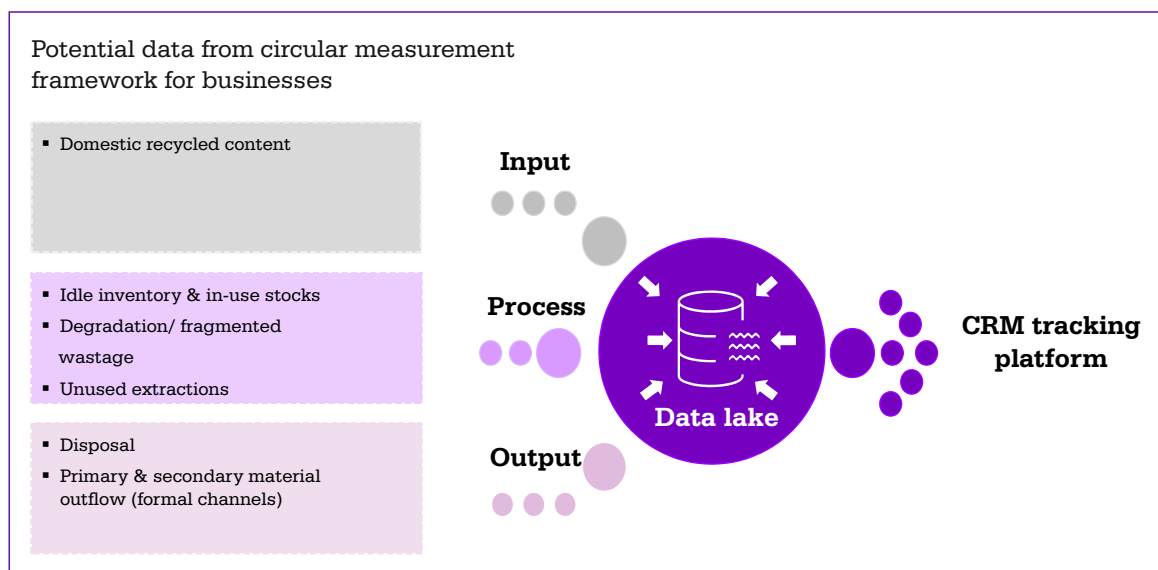 Potential data from circular measurement
framework for businesses
▪ Domestic recycled content
▪ Idle inventory & in-use stocks
▪ Degradation/ fragmented
wastage
▪ Unused extractions
▪ Disposal
▪ Primary & secondary material
outflow (formal channels)
Input
Process
Output
Data lake
CRM tracking
platform